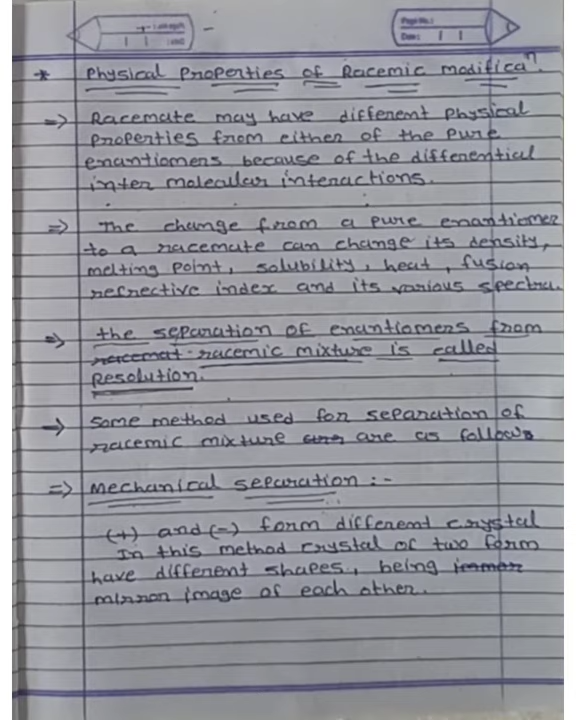 Page No.:
Date:
* Physical Properties of Racemic modificaⁿ.
=> Racemate may have different physical
properties from either of the pure
enantiomers because of the differential
inter molecular interactions.
=> The change from a pure enantiomer
to a racemate can change its density,
melting point, solubility, heat, fusion
refrective index and its various spectra.
=> the separation of enantiomers from
racemat racemic mixture is called
Resolution.
-> Some method used for separation of
racemic mixture are as follows
=> Mechanical separation :-
(+) and (-) form different crystal
In this method crystal of two form
have different shapes, being
mirror image of each other.